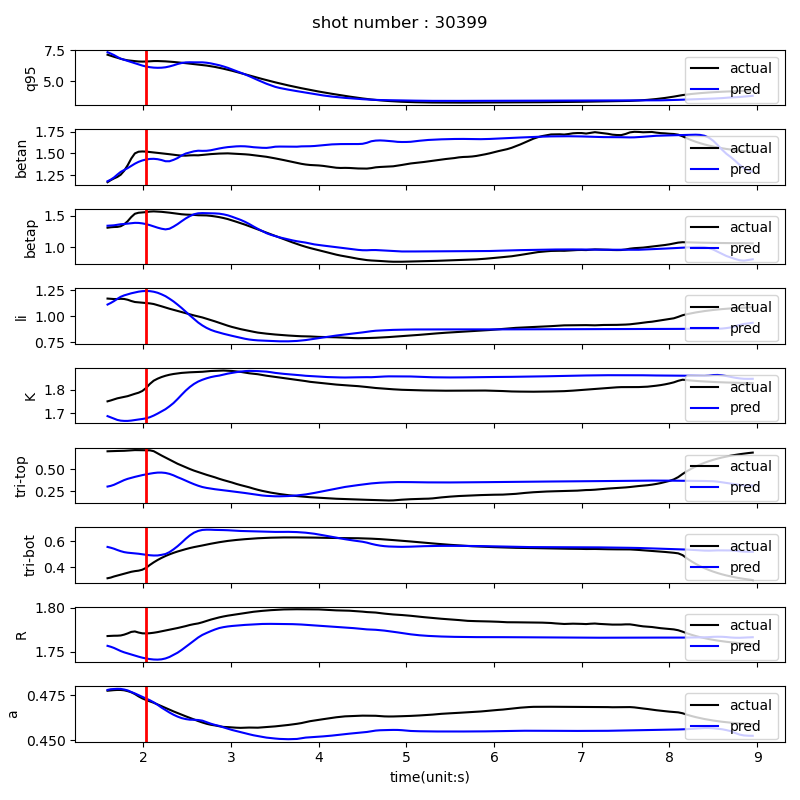 shot number : 30399
7.5
5.0
q95
actual
pred
1.75
1.50
1.25
betan
actual
pred
1.5
1.0
betap
actual
pred
1.25
1.00
0.75
li
actual
pred
1.8
1.7
K
actual
pred
0.50
0.25
tri-top
actual
pred
0.6
0.4
tri-bot
actual
pred
1.80
1.75
R
actual
pred
0.475
0.450
a
actual
pred
2 3 4 5 6 7 8 9
time(unit:s)